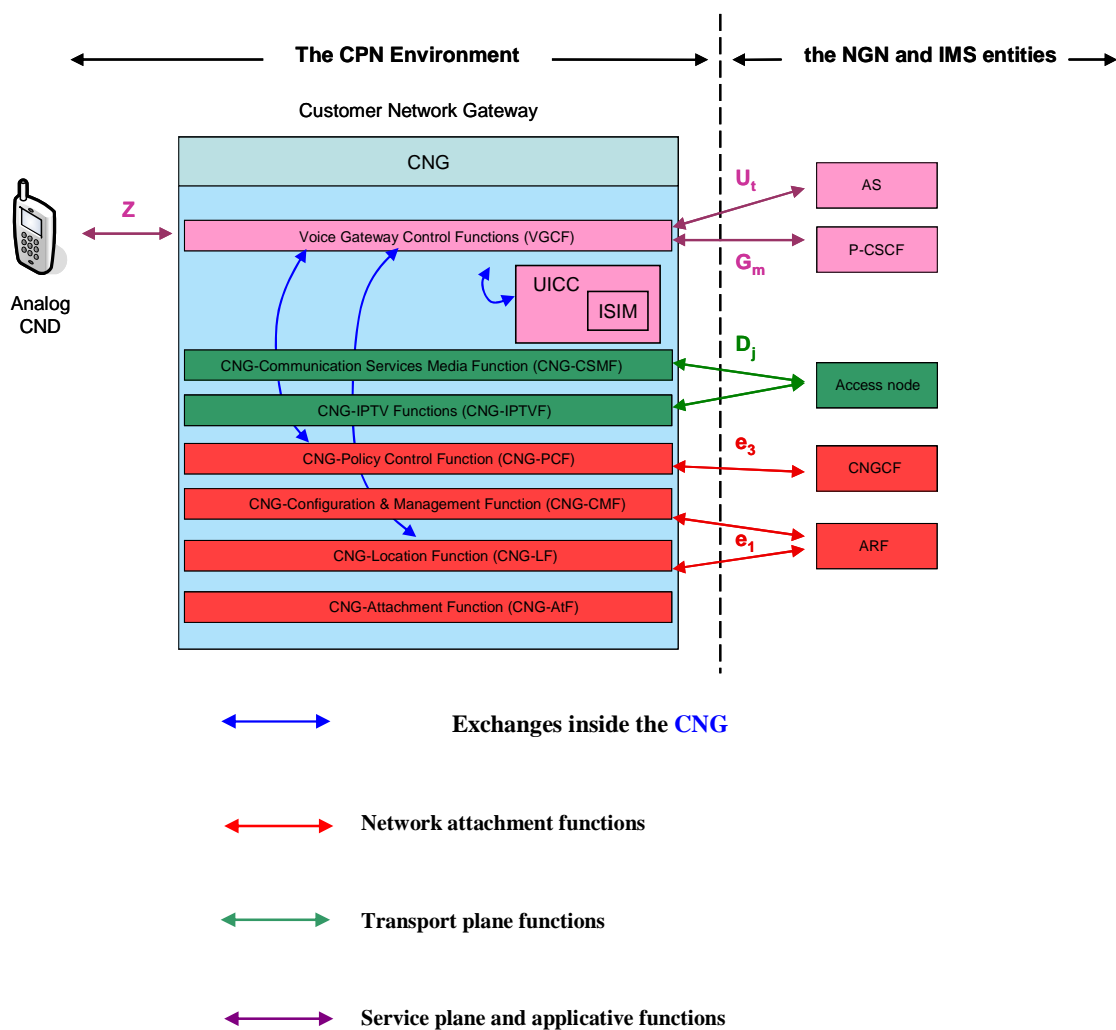 The CPN Environment
the NGN and IMS entities
Customer Network Gateway
CNG
Z
Analog
CND
Voice Gateway Control Functions (VGCF)
UICC
ISIM
CNG-Communication Services Media Function (CNG-CSMF)
CNG-IPTV Functions (CNG-IPTVF)
CNG-Policy Control Function (CNG-PCF)
CNG-Configuration & Management Function (CNG-CMF)
CNG-Location Function (CNG-LF)
CNG-Attachment Function (CNG-AtF)
Ut
AS
P-CSCF
Gm
Dj
Access node
e3
CNGCF
e1
ARF
Exchanges inside the CNG
Network attachment functions
Transport plane functions
Service plane and applicative functions